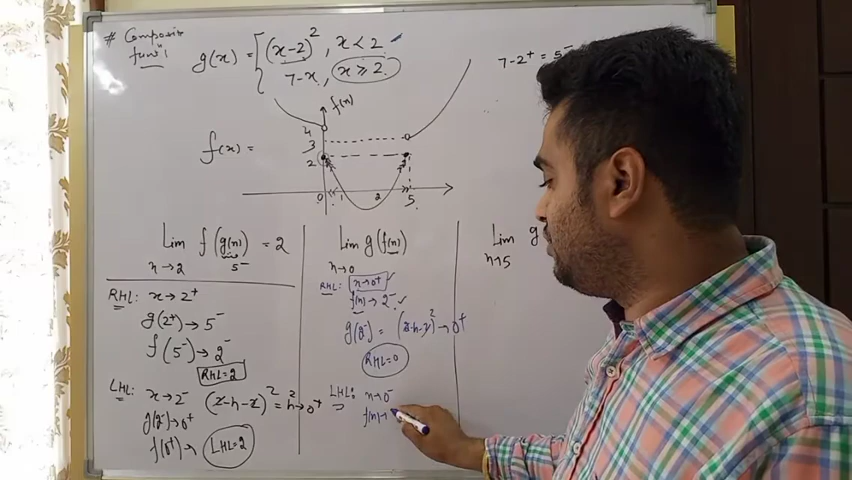 # Composite
funⁿ!
g(x) = { (x-2)², x < 2
7-x, x ≥ 2
7-2⁺ = 5⁻
f(x) =
f(x)
4
3
2
0 1 2 5
Lim f(g(x)) = 2
x→2 5⁻
RHL: x→2⁺
g(2⁺)→5⁻
f(5⁻)→2⁻
RHL=2
LHL: x→2⁻ (2-h-2)² = h²→0⁺
g(2⁻)→0⁺
f(0⁺)→
LHL=2
Lim g(f(x))
x→0
RHL: x→0⁺ ✓
f(x)→2⁻ ✓
g(2⁻) = (2-h-2)²→0⁺
RHL=0
LHL: x→0⁻
f(x)→
Lim g
x→5